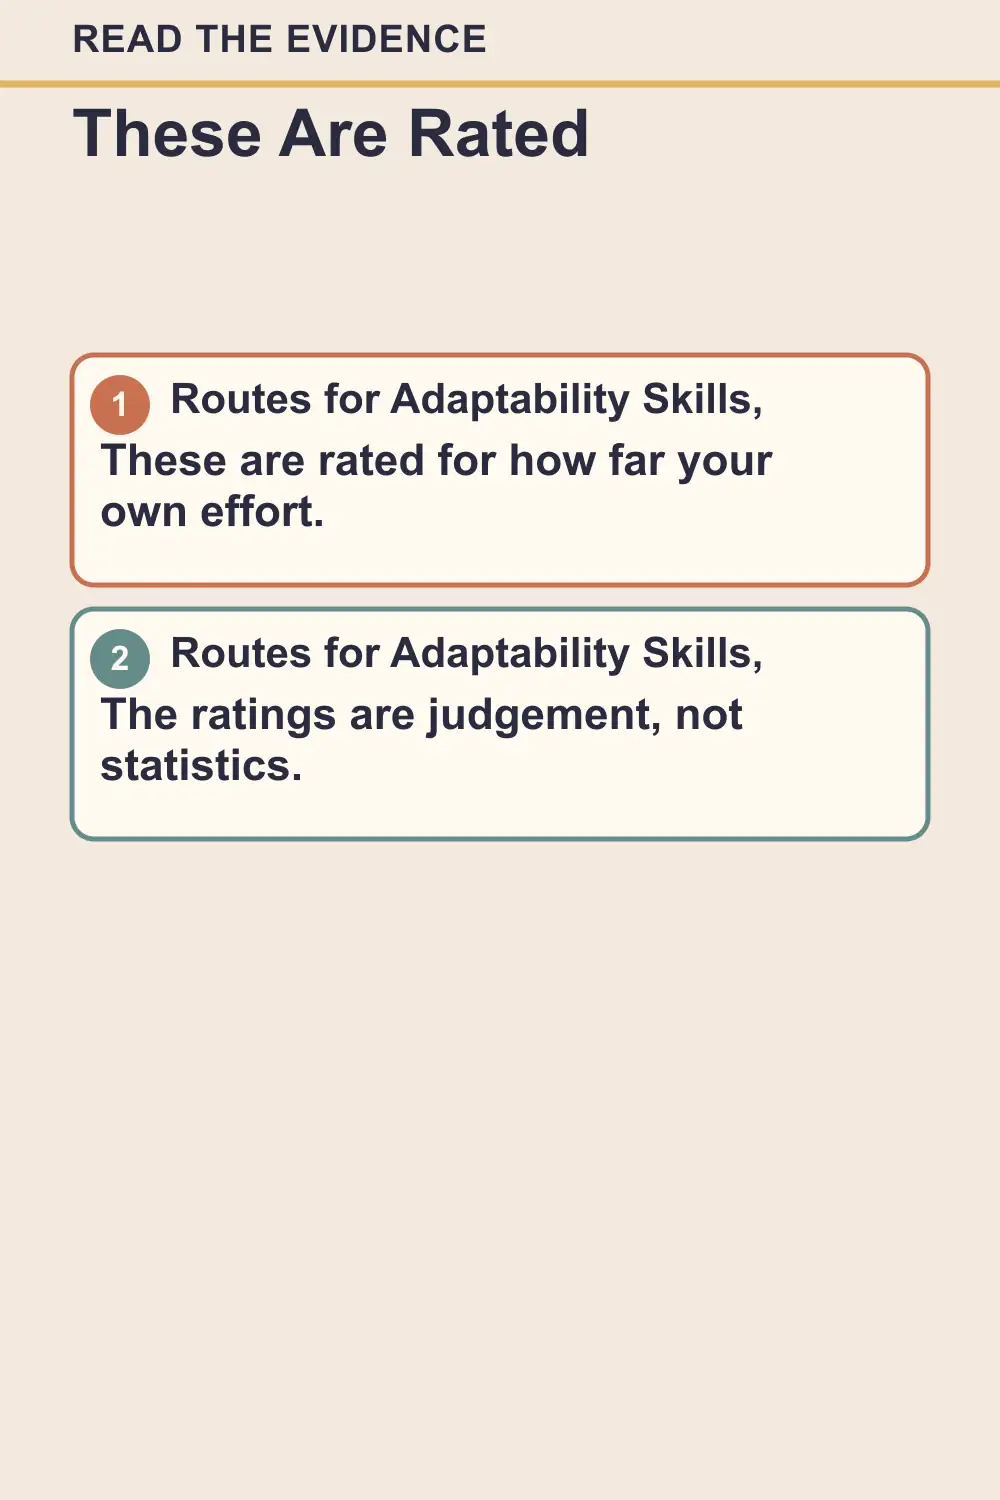 READ THE EVIDENCE
These Are Rated
1 Routes for Adaptability Skills,
These are rated for how far your
own effort.
2 Routes for Adaptability Skills,
The ratings are judgement, not
statistics.